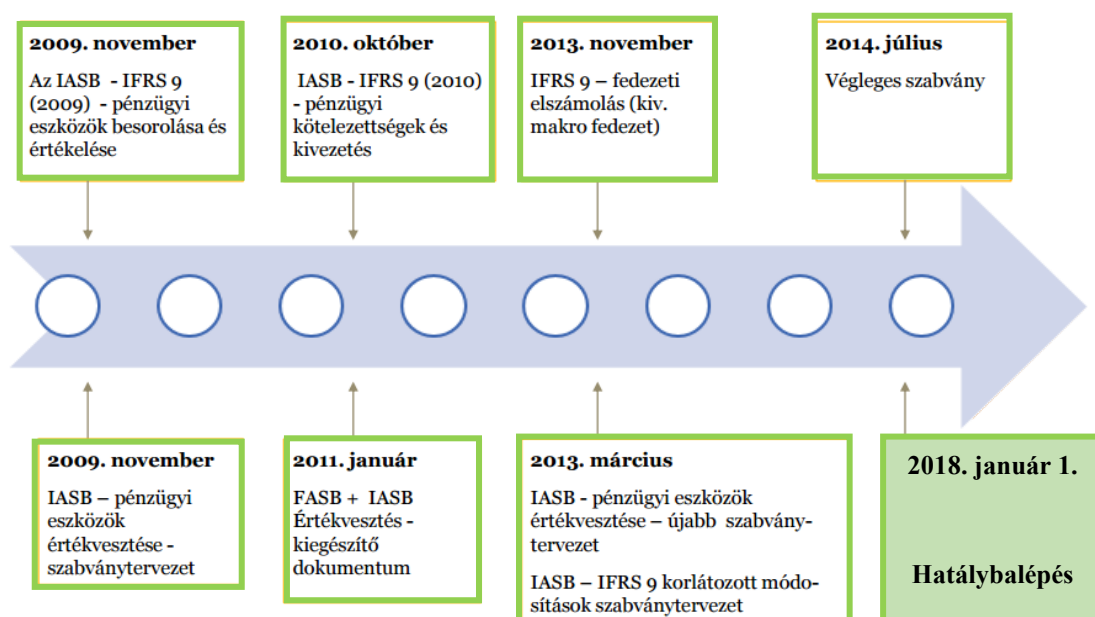 2009. november
Az IASB - IFRS 9
(2009) - pénzügyi
eszközök besorolása és
értékelése
2010. október
IASB - IFRS 9 (2010)
- pénzügyi
kötelezettségek és
kivezetés
2013. november
IFRS 9 – fedezeti
elszámolás (kiv.
makro fedezet)
2014. július
Végleges szabvány
2009. november
IASB – pénzügyi
eszközök
értékvesztése -
szabványtervezet
2011. január
FASB + IASB
Értékvesztés -
kiegészítő
dokumentum
2013. március
IASB - pénzügyi eszközök
értékvesztése – újabb szabvány-
tervezet
IASB – IFRS 9 korlátozott módo-
sítások szabványtervezet
2018. január 1.
Hatálybalépés